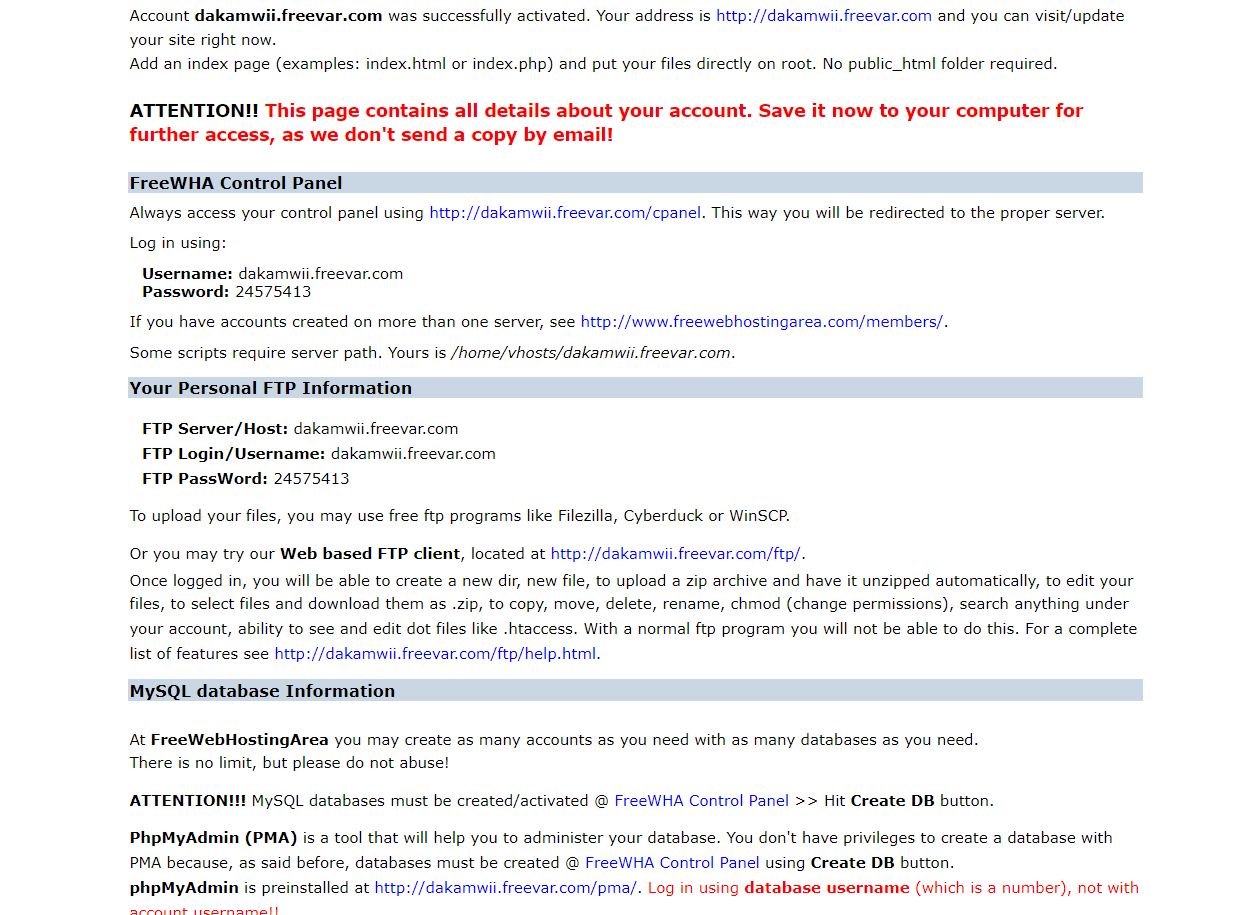 Account dakamwii.freevar.com was successfully activated. Your address is http://dakamwii.freevar.com and you can visit/update
your site right now.
Add an index page (examples: index.html or index.php) and put your files directly on root. No public_html folder required.
ATTENTION!! This page contains all details about your account. Save it now to your computer for
further access, as we don't send a copy by email!
FreeWHA Control Panel
Always access your control panel using http://dakamwii.freevar.com/cpanel. This way you will be redirected to the proper server.
Log in using:
Username: dakamwii.freevar.com
Password: 24575413
If you have accounts created on more than one server, see http://www.freewebhostingarea.com/members/.
Some scripts require server path. Yours is /home/vhosts/dakamwii.freevar.com.
Your Personal FTP Information
FTP Server/Host: dakamwii.freevar.com
FTP Login/Username: dakamwii.freevar.com
FTP PassWord: 24575413
To upload your files, you may use free ftp programs like Filezilla, Cyberduck or WinSCP.
Or you may try our Web based FTP client, located at http://dakamwii.freevar.com/ftp/.
Once logged in, you will be able to create a new dir, new file, to upload a zip archive and have it unzipped automatically, to edit your
files, to select files and download them as .zip, to copy, move, delete, rename, chmod (change permissions), search anything under
your account, ability to see and edit dot files like .htaccess. With a normal ftp program you will not be able to do this. For a complete
list of features see http://dakamwii.freevar.com/ftp/help.html.
MySQL database Information
At FreeWebHostingArea you may create as many accounts as you need with as many databases as you need.
There is no limit, but please do not abuse!
ATTENTION!!! MySQL databases must be created/activated @ FreeWHA Control Panel >> Hit Create DB button.
PhpMyAdmin (PMA) is a tool that will help you to administer your database. You don't have privileges to create a database with
PMA because, as said before, databases must be created @ FreeWHA Control Panel using Create DB button.
phpMyAdmin is preinstalled at http://dakamwii.freevar.com/pma/. Log in using database username (which is a number), not with
account username!!